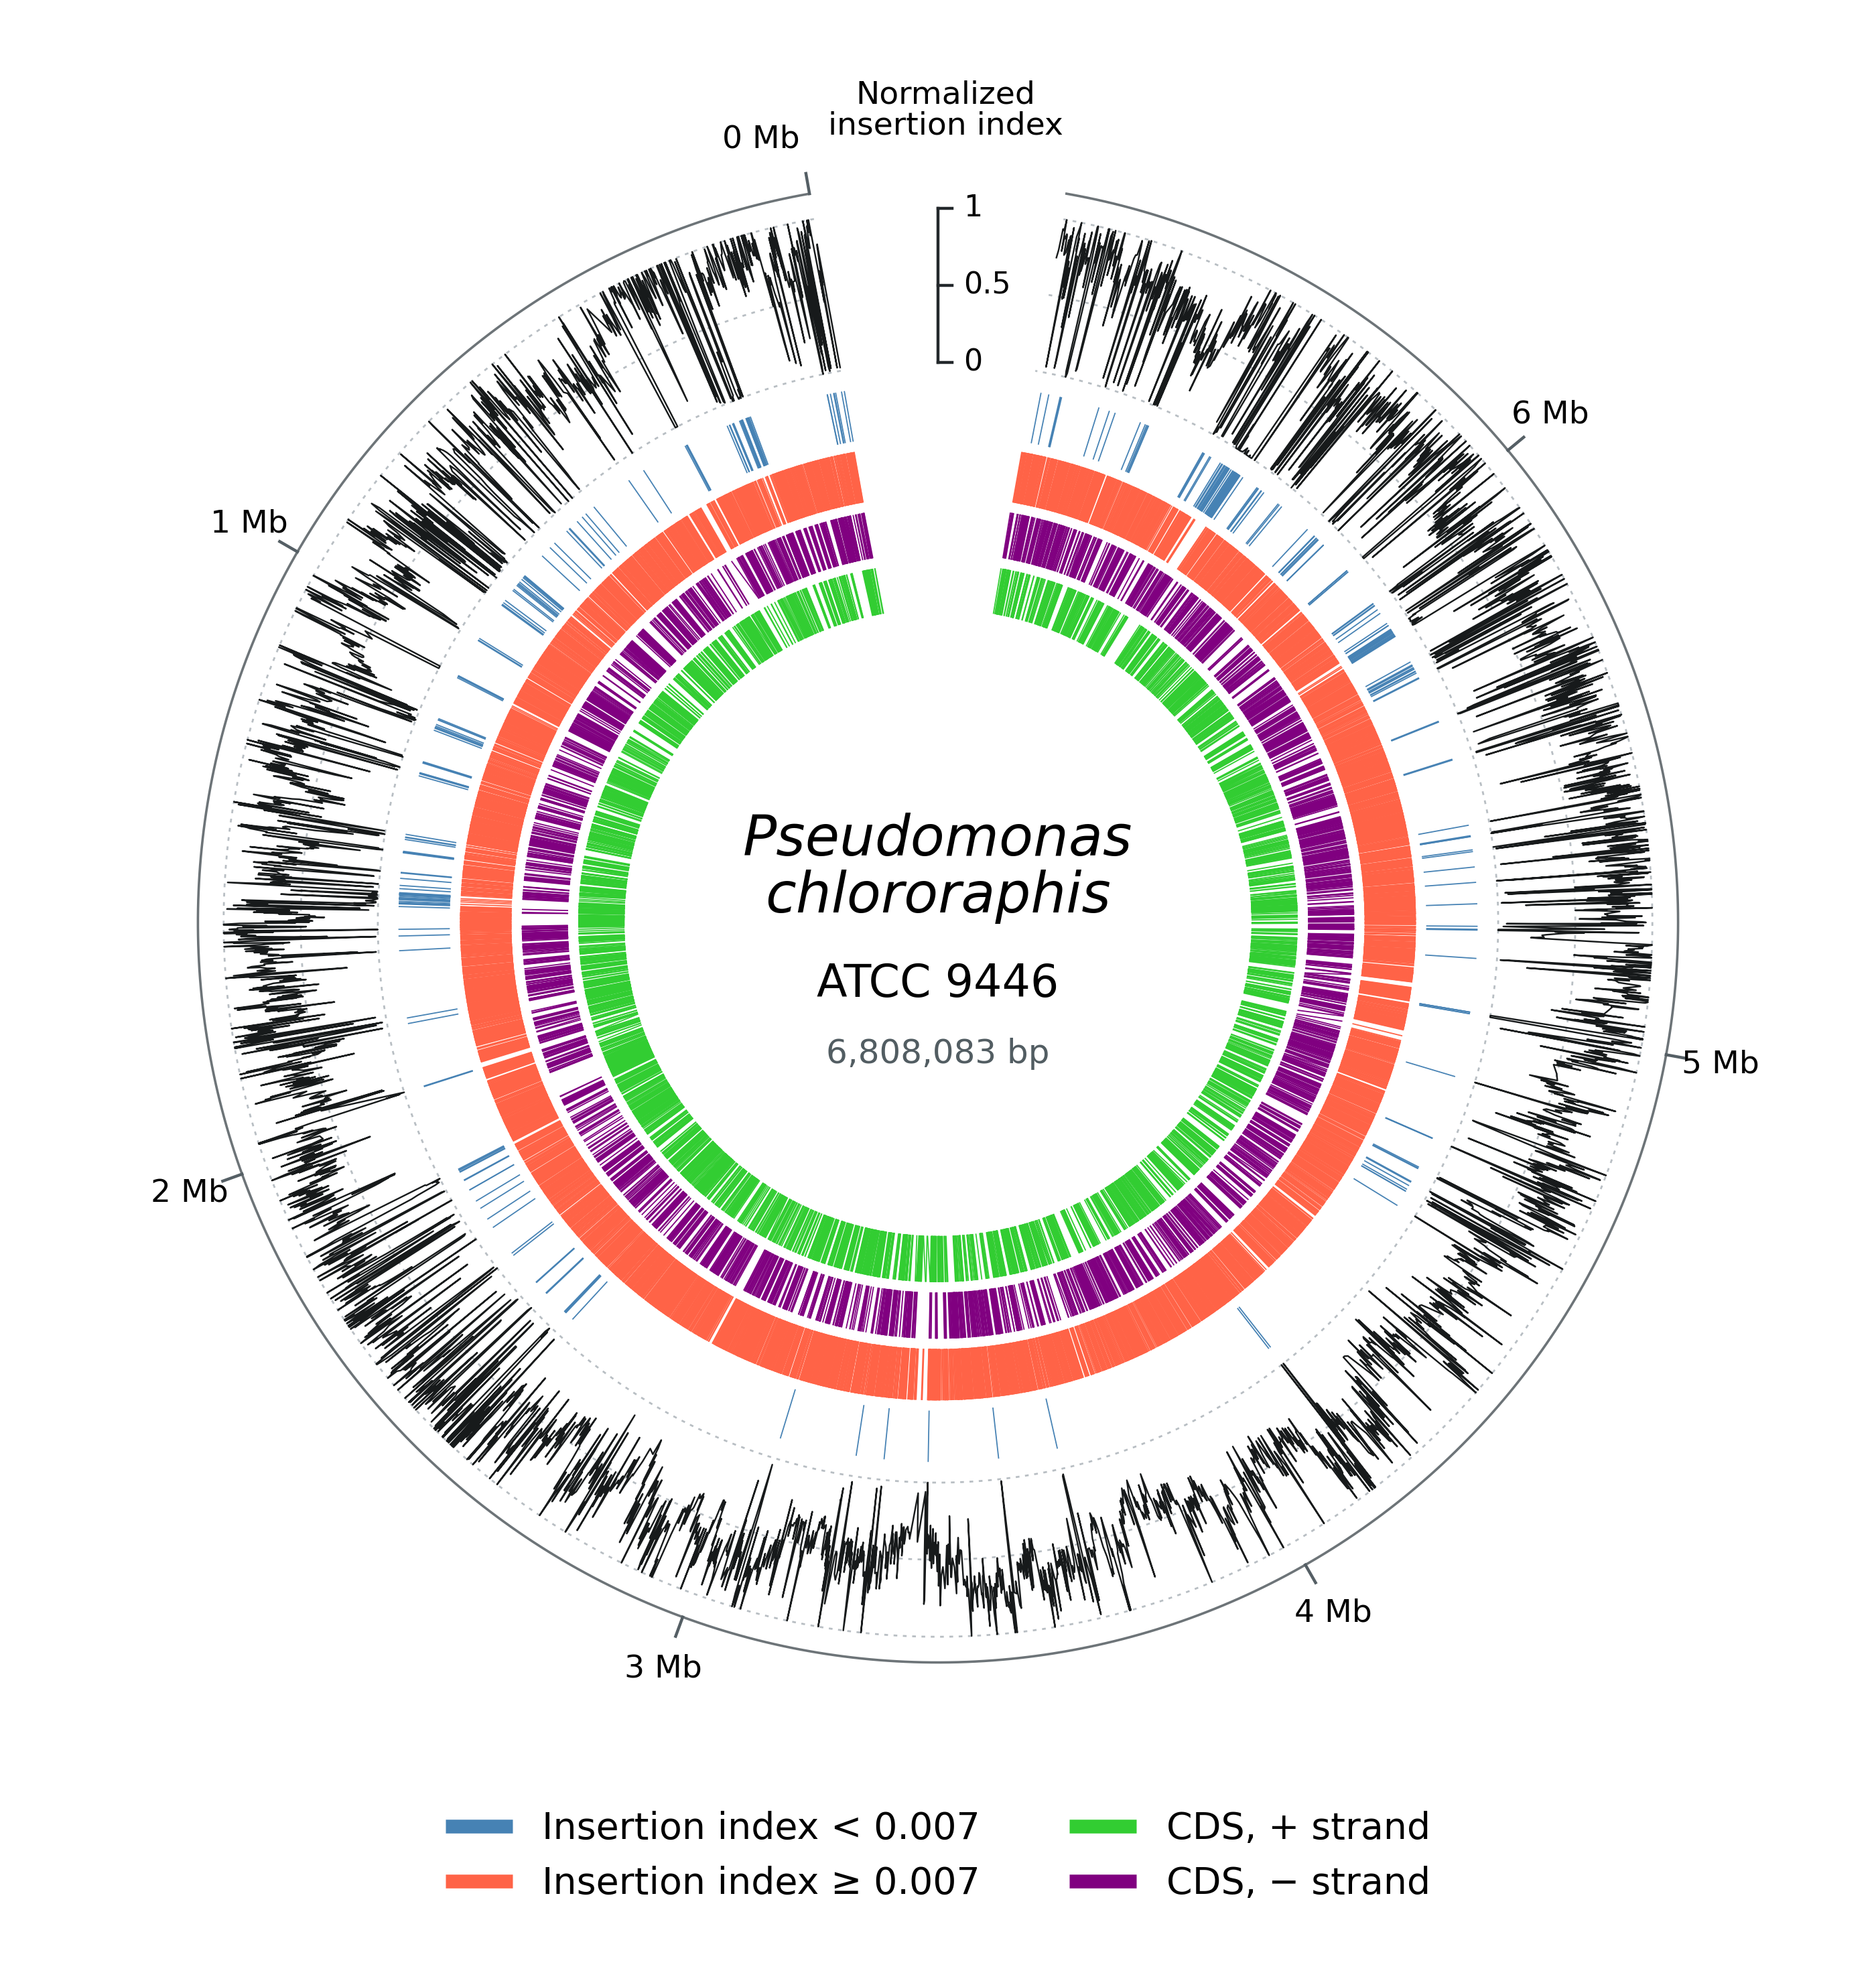 Normalized
insertion index
0 Mb
1
0.5
0
6 Mb
1 Mb
Pseudomonas
chlororaphis
ATCC 9446
6,808,083 bp
5 Mb
2 Mb
4 Mb
3 Mb
Insertion index < 0.007
Insertion index ≥ 0.007
CDS, + strand
CDS, − strand